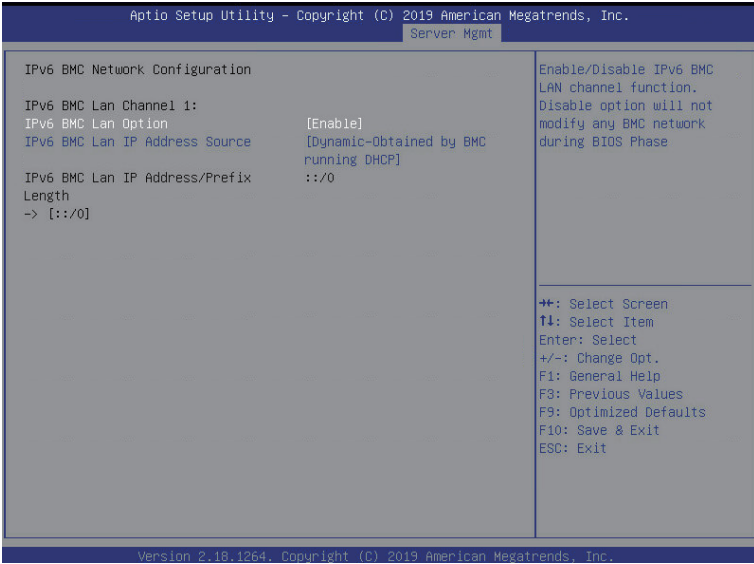 Aptio Setup Utility – Copyright (C) 2019 American Megatrends, Inc.
Server Mgmt
IPv6 BMC Network Configuration
IPv6 BMC Lan Channel 1:
IPv6 BMC Lan Option [Enable]
IPv6 BMC Lan IP Address Source [Dynamic-Obtained by BMC
running DHCP]
IPv6 BMC Lan IP Address/Prefix ::/0
Length
-> [::/0]
Enable/Disable IPv6 BMC
LAN channel function.
Disable option will not
modify any BMC network
during BIOS Phase
→←: Select Screen
↑↓: Select Item
Enter: Select
+/-: Change Opt.
F1: General Help
F3: Previous Values
F9: Optimized Defaults
F10: Save & Exit
ESC: Exit
Version 2.18.1264. Copyright (C) 2019 American Megatrends, Inc.